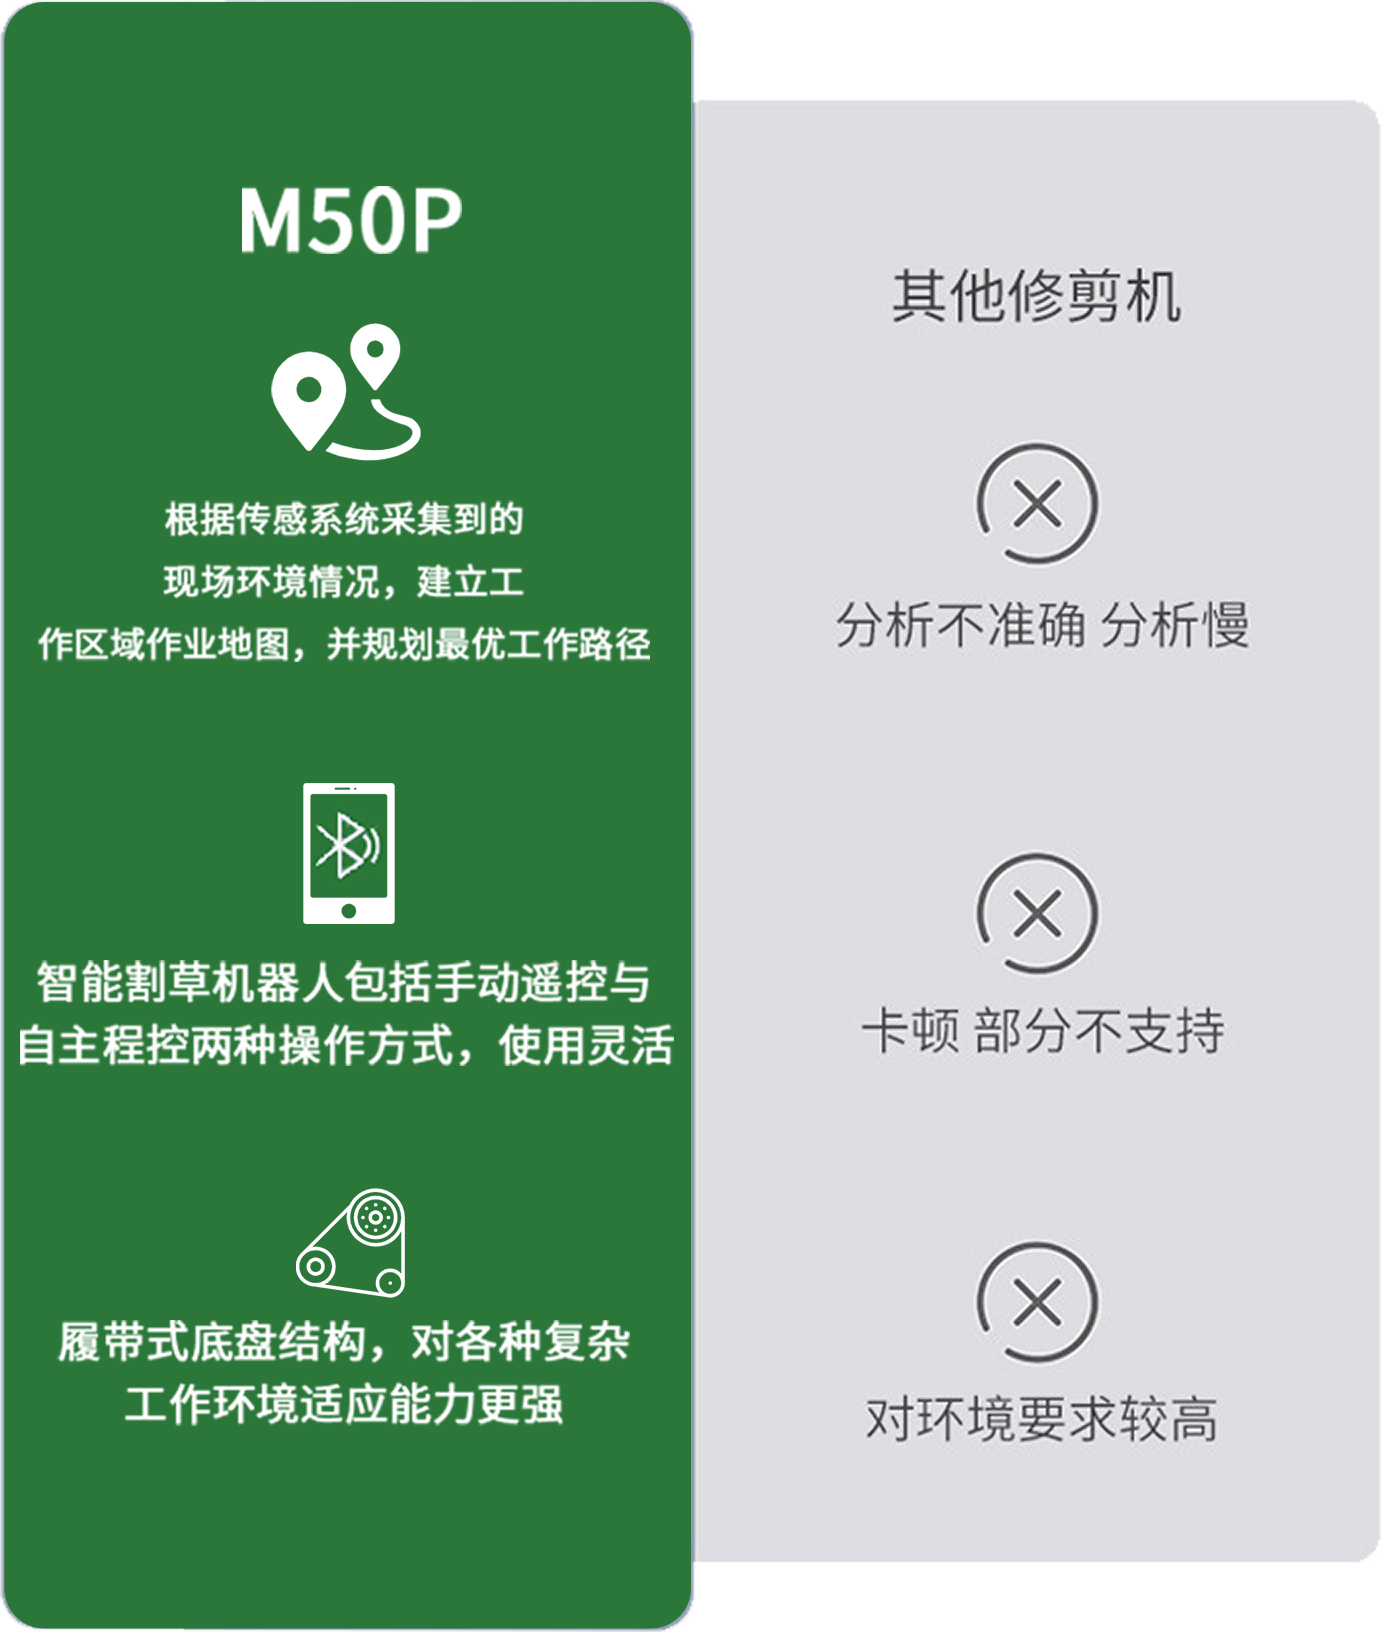 M50P
根据传感系统采集到的
现场环境情况，建立工
作区域作业地图，并规划最优工作路径
智能割草机器人包括手动遥控与
自主程控两种操作方式，使用灵活
履带式底盘结构，对各种复杂
工作环境适应能力更强
其他修剪机
分析不准确 分析慢
卡顿 部分不支持
对环境要求较高